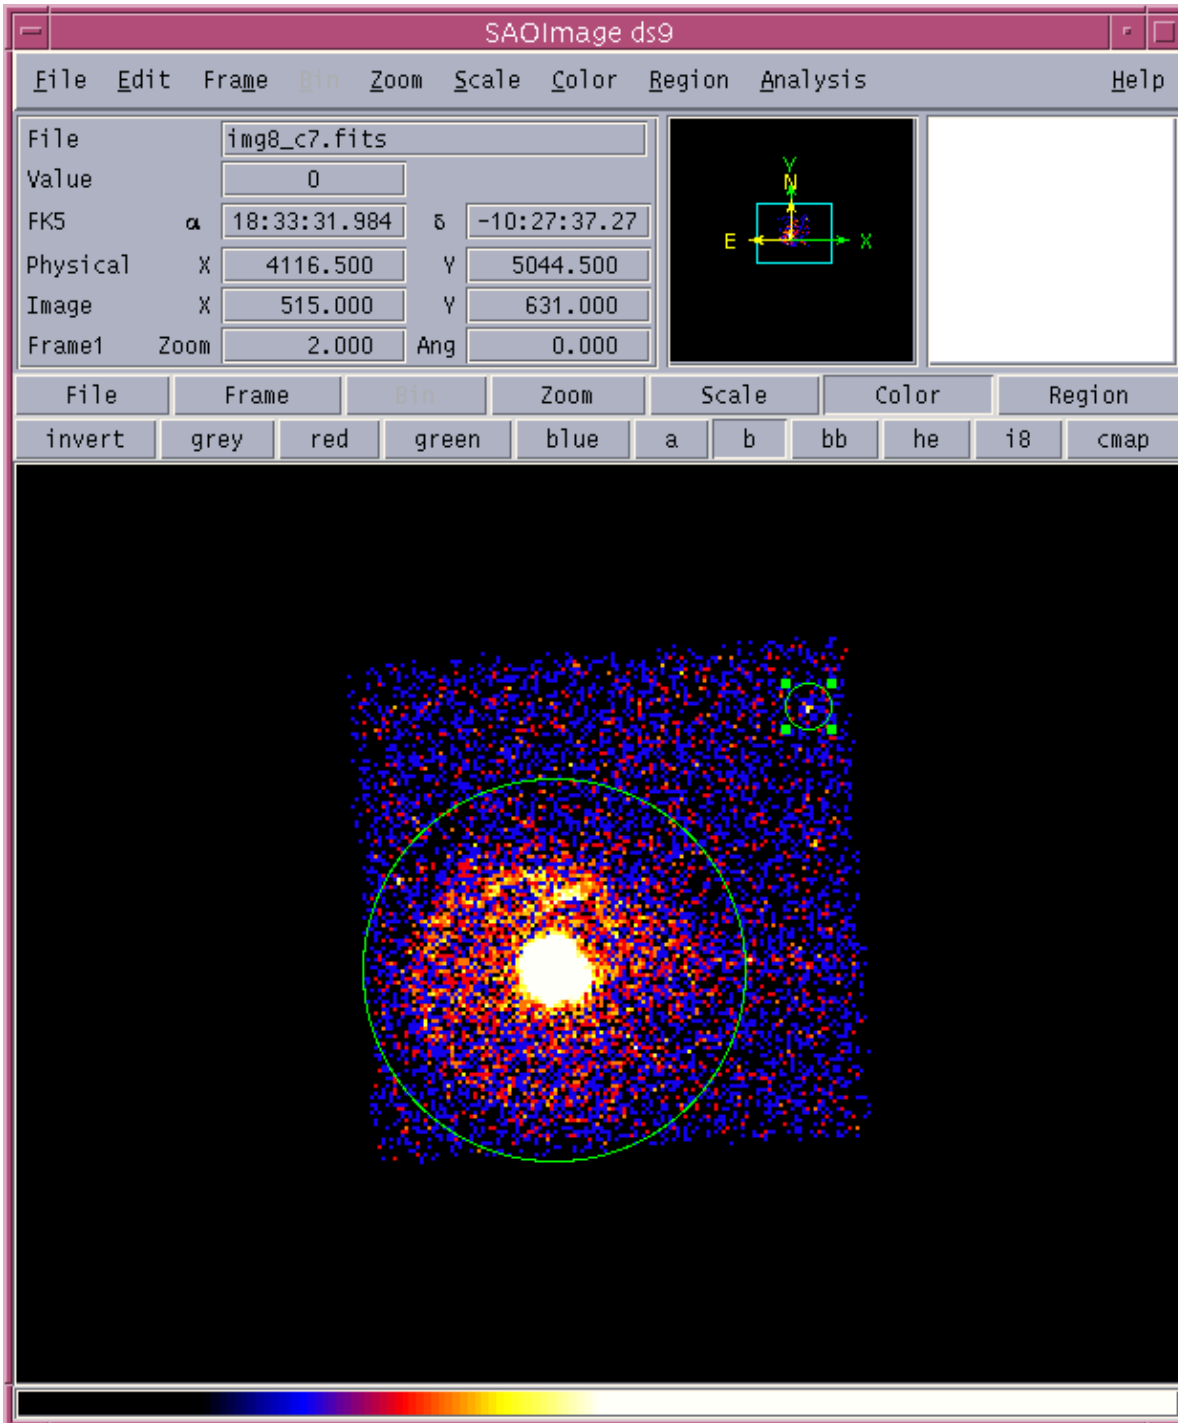 SAOImage ds9
File Edit Frame Bin Zoom Scale Color Region Analysis Help
File img8_c7.fits
Value 0
FK5 α 18:33:31.984 δ -10:27:37.27
Physical X 4116.500 Y 5044.500
Image X 515.000 Y 631.000
Frame1 Zoom 2.000 Ang 0.000
Y
N
E X
File Frame Bin Zoom Scale Color Region
invert grey red green blue a b bb he i8 cmap